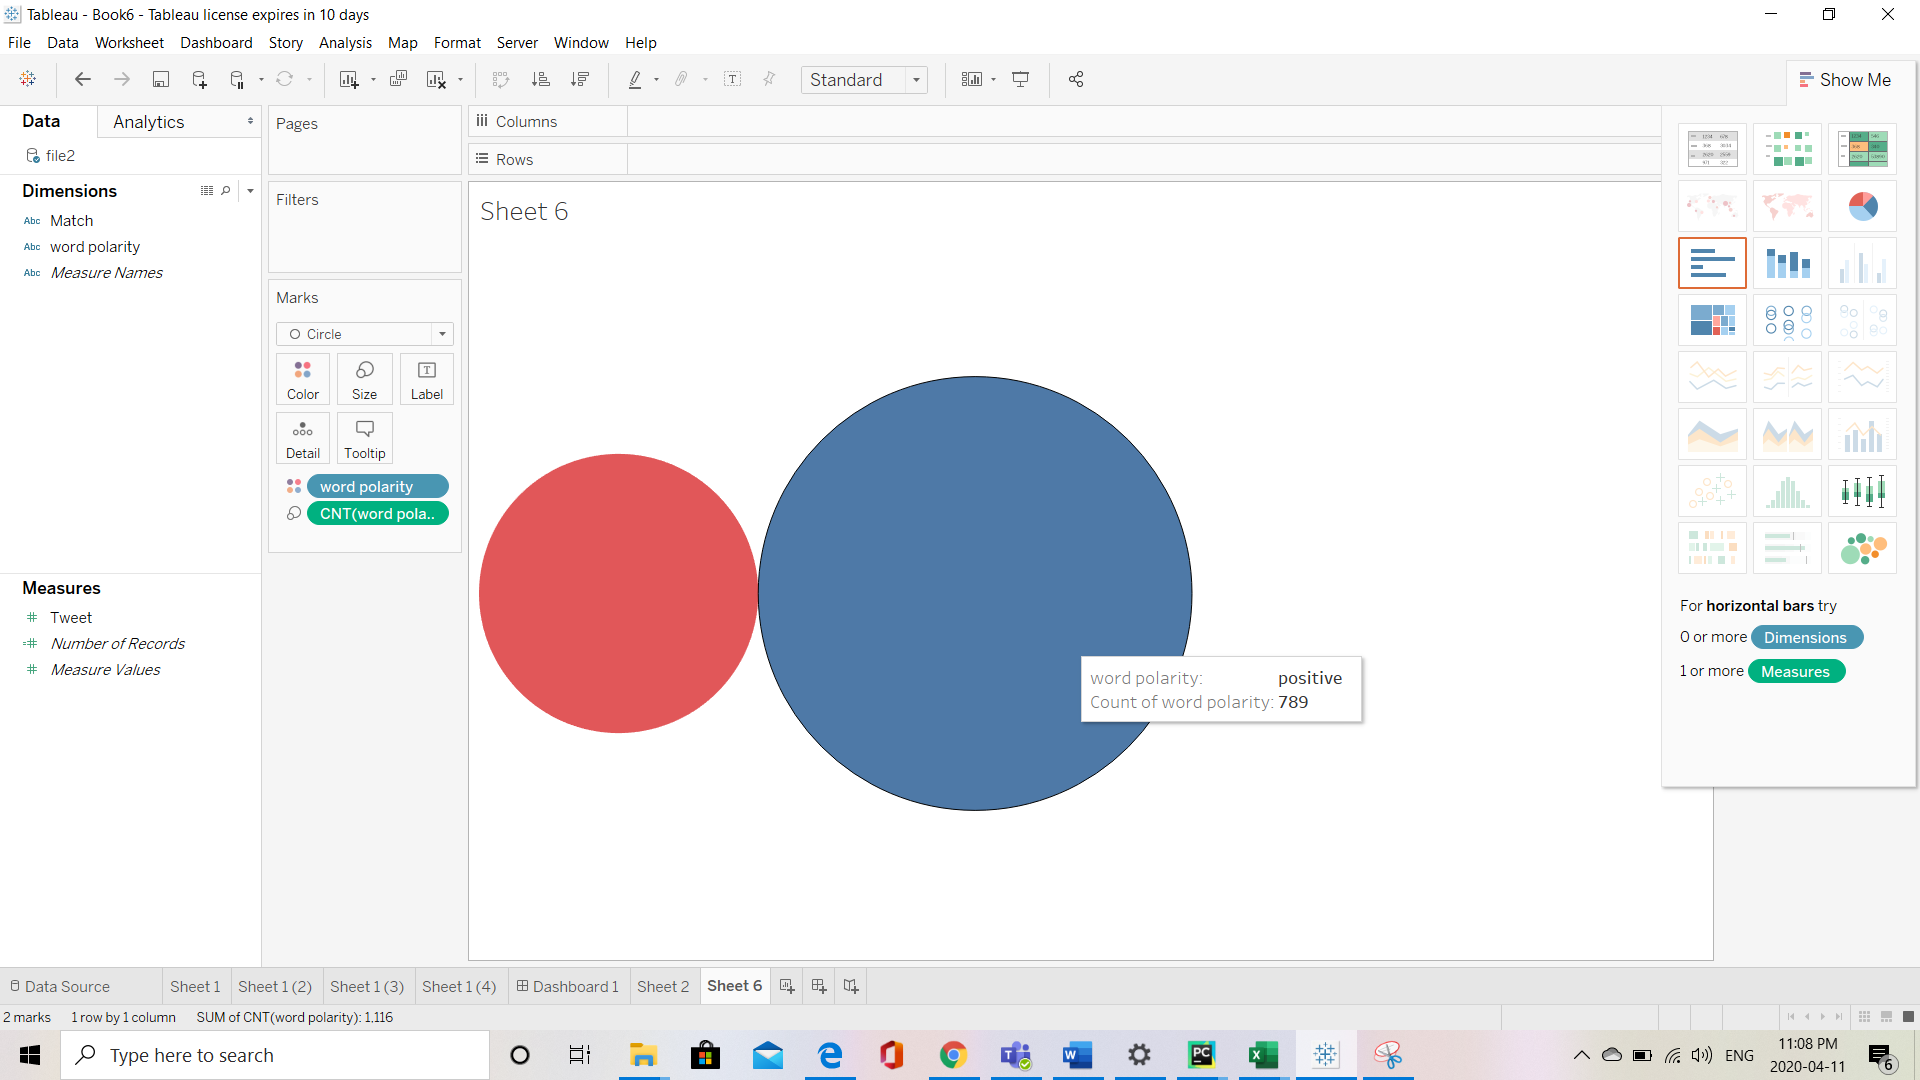 Tableau - Book6 - Tableau license expires in 10 days
File Data Worksheet Dashboard Story Analysis Map Format Server Window Help
Standard
Show Me
Data
Analytics
file2
Dimensions
Abc Match
Abc word polarity
Abc Measure Names
Measures
Tweet
Number of Records
Measure Values
Pages
Filters
Marks
Circle
Color Size Label
Detail Tooltip
word polarity
CNT(word pola..
Columns
Rows
Sheet 6
word polarity: positive
Count of word polarity: 789
For horizontal bars try
0 or more Dimensions
1 or more Measures
Data Source Sheet 1 Sheet 1 (2) Sheet 1 (3) Sheet 1 (4) Dashboard 1 Sheet 2 Sheet 6
2 marks 1 row by 1 column SUM of CNT(word polarity): 1,116
Type here to search
ENG
11:08 PM
2020-04-11
6